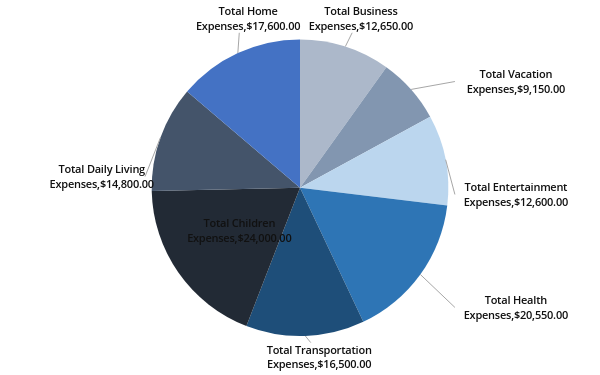 Total Home
Expenses,$17,600.00
Total Business
Expenses,$12,650.00
Total Vacation
Expenses,$9,150.00
Total Entertainment
Expenses,$12,600.00
Total Health
Expenses,$20,550.00
Total Transportation
Expenses,$16,500.00
Total Children
Expenses,$24,000.00
Total Daily Living
Expenses,$14,800.00